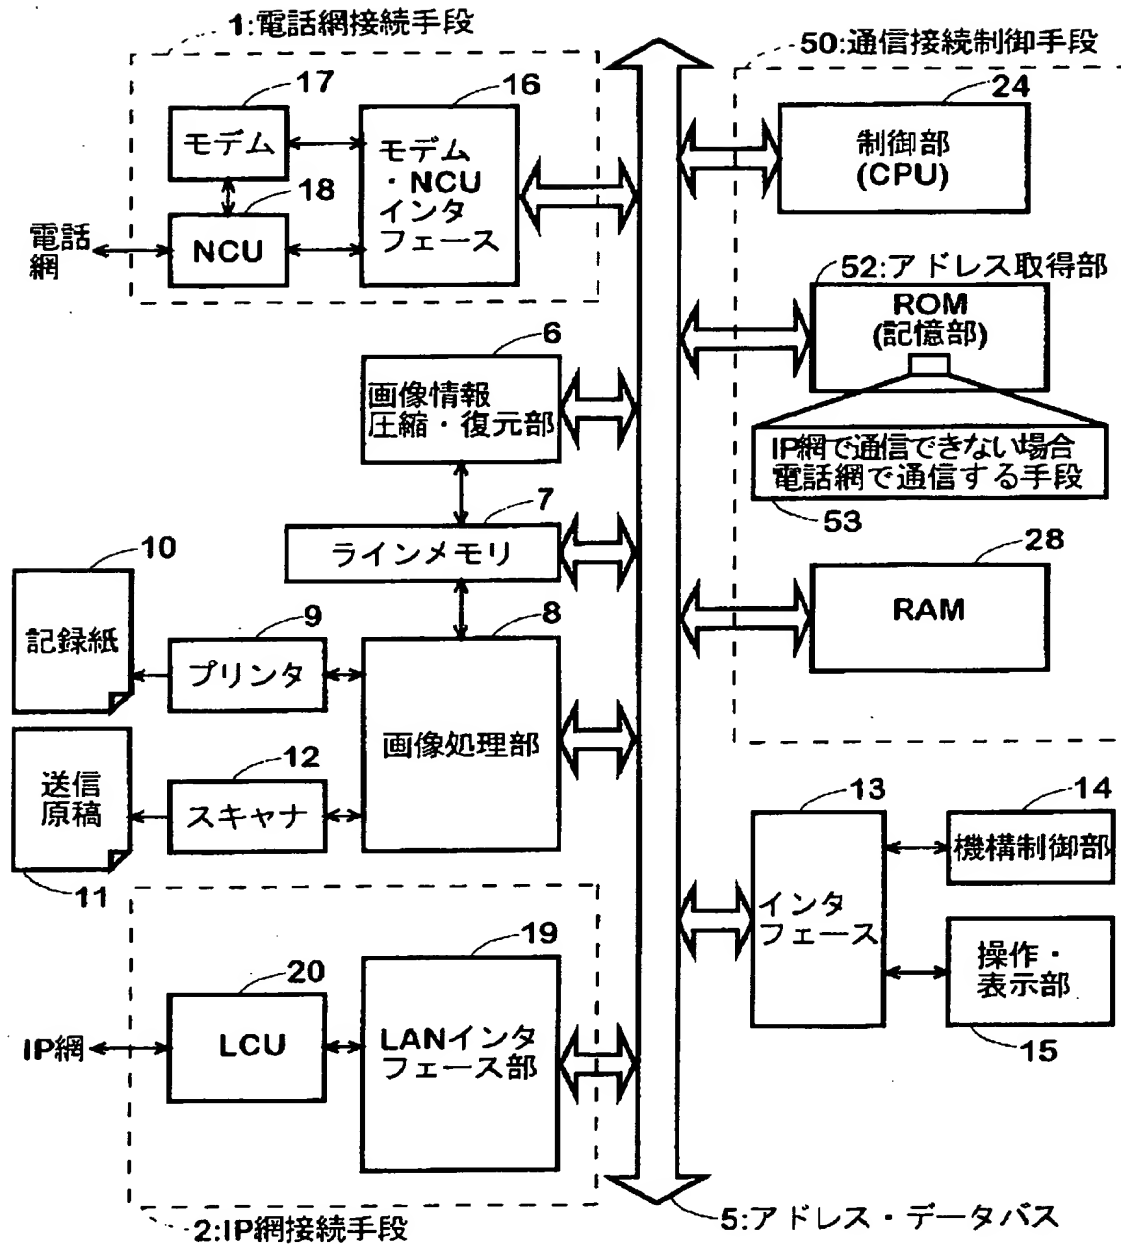 1:電話網接続手段
50:通信接続制御手段
17
16
24
モデム
モデム
・NCU
インタ
フェース
制御部
(CPU)
18
NCU
電話
網
52:アドレス取得部
ROM
(記憶部)
6
画像情報
圧縮・復元部
IP網で通信できない場合
電話網で通信する手段
53
7
ラインメモリ
28
RAM
10
記録紙
9
プリンタ
8
画像処理部
送信
原稿
11
12
スキャナ
13
インタ
フェース
14
機構制御部
操作・
表示部
15
20
LCU
19
LANインタ
フェース部
IP網
2:IP網接続手段
5:アドレス・データバス